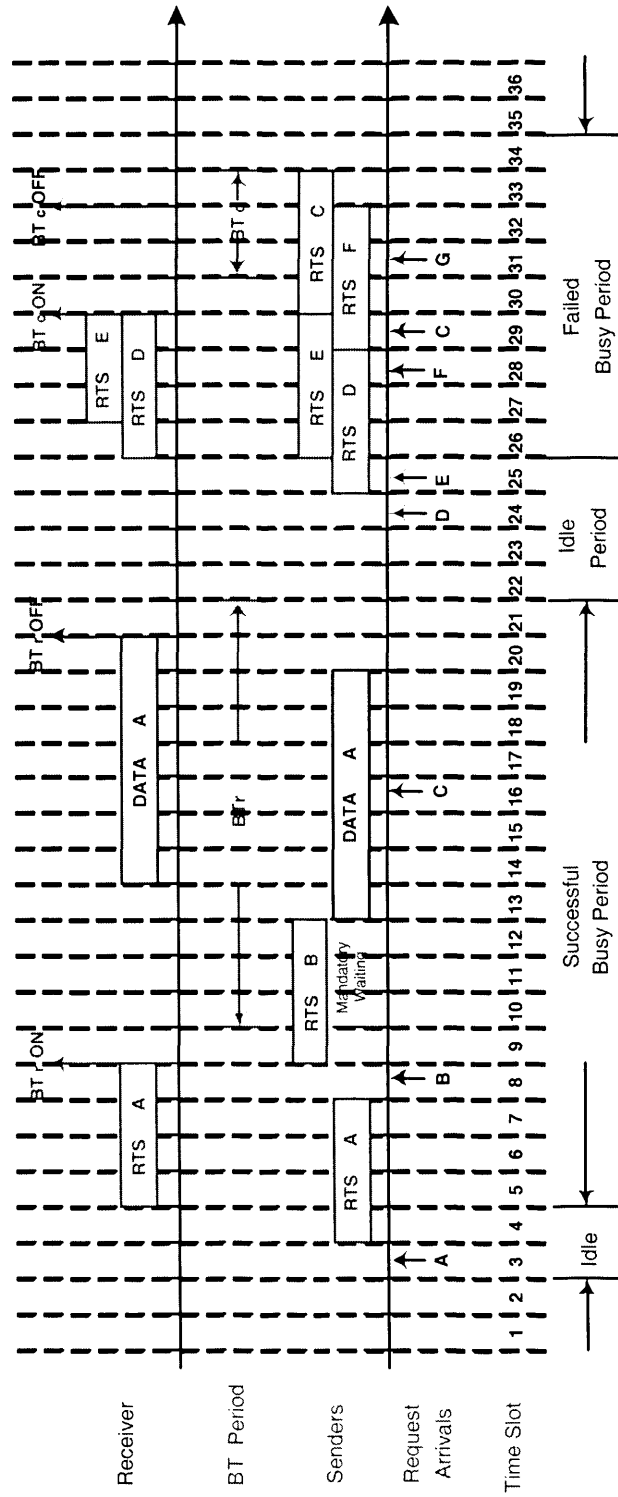 Receiver
BT r ON
BT r OFF
BT c ON
BT c OFF
RTS A
DATA A
RTS E
RTS D
BT Period
BTr
BT c
Senders
RTS B
RTS E
RTS C
RTS A
Mandatory
Waiting
DATA A
RTS D
RTS F
Request
Arrivals
A
B
C
D
E
F
C
G
Time Slot
1 2 3 4 5 6 7 8 9 10 11 12 13 14 15 16 17 18 19 20 21 22 23 24 25 26 27 28 29 30 31 32 33 34 35 36
Idle
Successful
Busy Period
Idle
Period
Failed
Busy Period